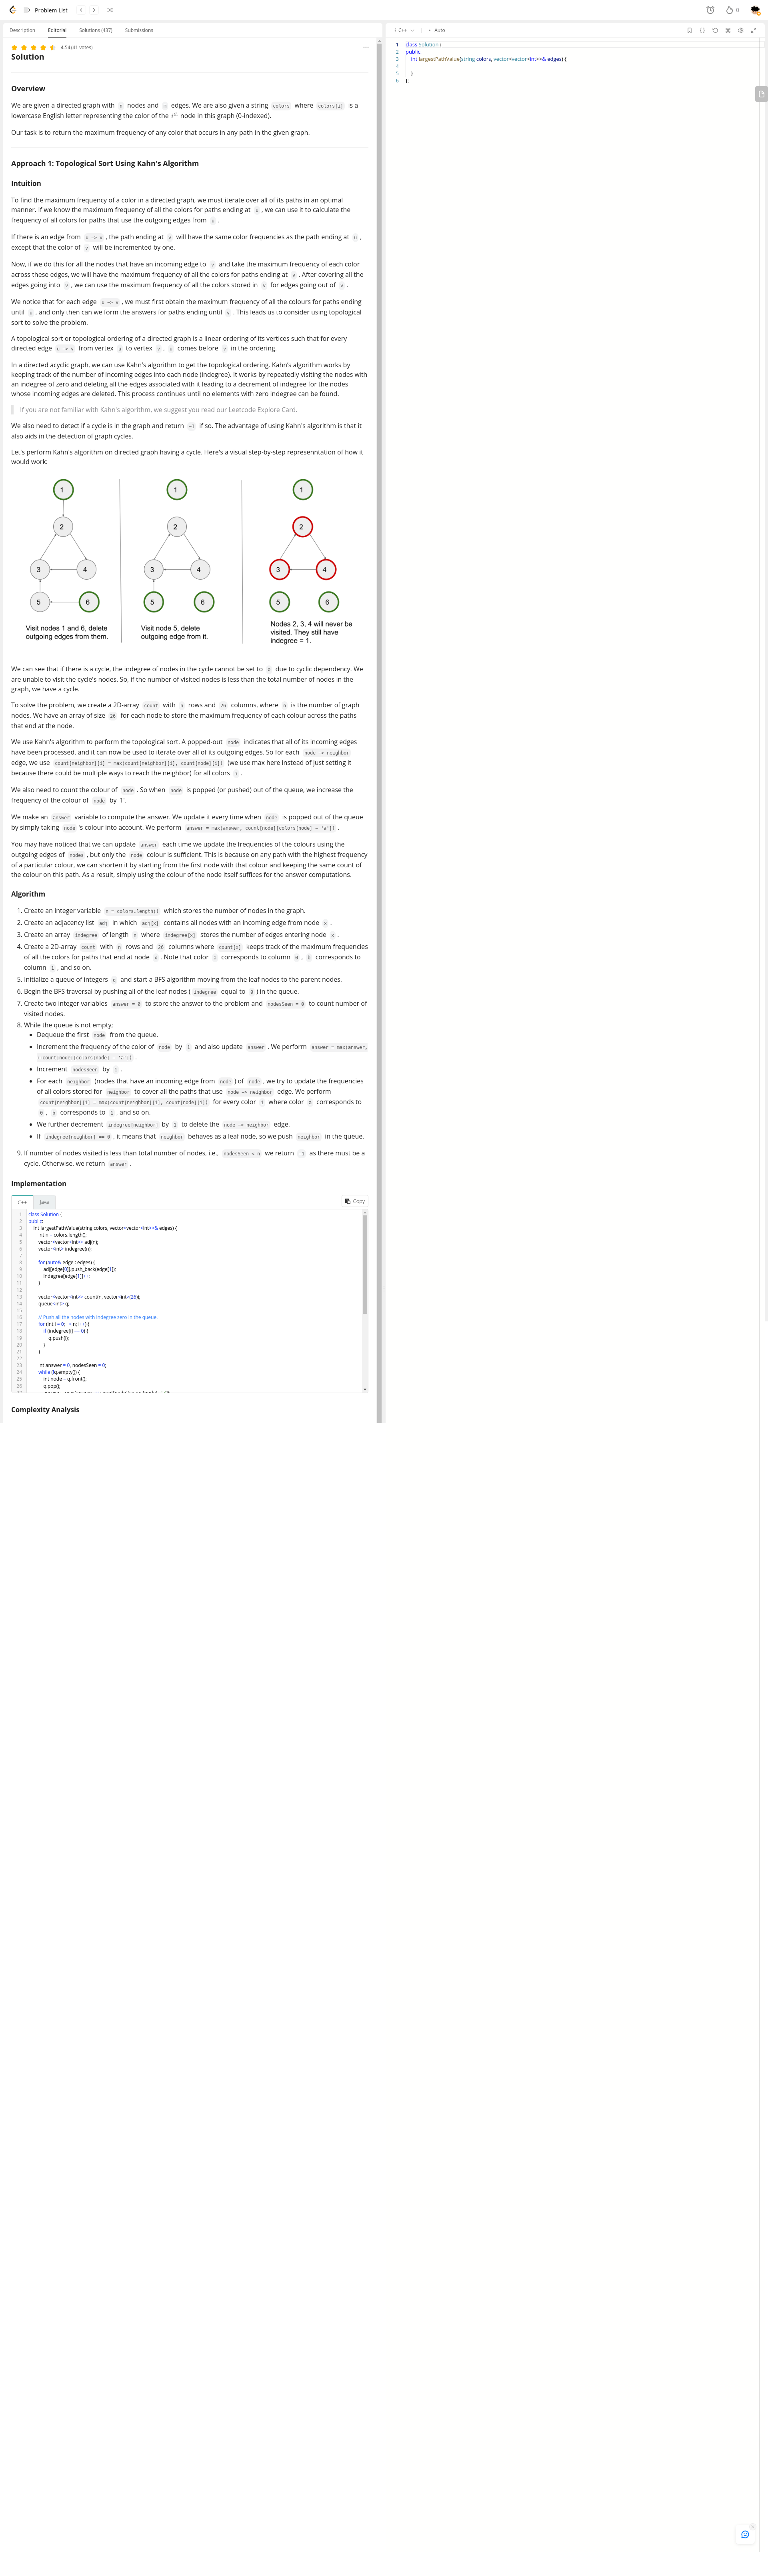 Problem List
0
Description Editorial Solutions (437) Submissions
4.54 (41 votes)
Solution
Overview
We are given a directed graph with n nodes and m edges. We are also given a string colors where colors[i] is a
lowercase English letter representing the color of the iᵗʰ node in this graph (0-indexed).
Our task is to return the maximum frequency of any color that occurs in any path in the given graph.
Approach 1: Topological Sort Using Kahn's Algorithm
Intuition
To find the maximum frequency of a color in a directed graph, we must iterate over all of its paths in an optimal
manner. If we know the maximum frequency of all the colors for paths ending at u, we can use it to calculate the
frequency of all colors for paths that use the outgoing edges from u.
If there is an edge from u -> v, the path ending at v will have the same color frequencies as the path ending at u,
except that the color of v will be incremented by one.
Now, if we do this for all the nodes that have an incoming edge to v and take the maximum frequency of each color
across these edges, we will have the maximum frequency of all the colors for paths ending at v. After covering all the
edges going into v, we can use the maximum frequency of all the colors stored in v for edges going out of v.
We notice that for each edge u -> v, we must first obtain the maximum frequency of all the colours for paths ending
until u, and only then can we form the answers for paths ending until v. This leads us to consider using topological
sort to solve the problem.
A topological sort or topological ordering of a directed graph is a linear ordering of its vertices such that for every
directed edge u -> v from vertex u to vertex v, u comes before v in the ordering.
In a directed acyclic graph, we can use Kahn's algorithm to get the topological ordering. Kahn's algorithm works by
keeping track of the number of incoming edges into each node (indegree). It works by repeatedly visiting the nodes with
an indegree of zero and deleting all the edges associated with it leading to a decrement of indegree for the nodes
whose incoming edges are deleted. This process continues until no elements with zero indegree can be found.
If you are not familiar with Kahn's algorithm, we suggest you read our Leetcode Explore Card.
We also need to detect if a cycle is in the graph and return -1 if so. The advantage of using Kahn's algorithm is that it
also aids in the detection of graph cycles.
Let's perform Kahn's algorithm on directed graph having a cycle. Here's a visual step-by-step represenntation of how it
would work:
1 1 1
2 2 2
3 4 3 4 3 4
5 6 5 6 5 6
Visit nodes 1 and 6, delete
outgoing edges from them.
Visit node 5, delete
outgoing edge from it.
Nodes 2, 3, 4 will never be
visited. They still have
indegree = 1.
We can see that if there is a cycle, the indegree of nodes in the cycle cannot be set to 0 due to cyclic dependency. We
are unable to visit the cycle's nodes. So, if the number of visited nodes is less than the total number of nodes in the
graph, we have a cycle.
To solve the problem, we create a 2D-array count with n rows and 26 columns, where n is the number of graph
nodes. We have an array of size 26 for each node to store the maximum frequency of each colour across the paths
that end at the node.
We use Kahn's algorithm to perform the topological sort. A popped-out node indicates that all of its incoming edges
have been processed, and it can now be used to iterate over all of its outgoing edges. So for each node -> neighbor
edge, we use count[neighbor][i] = max(count[neighbor][i], count[node][i]) (we use max here instead of just setting it
because there could be multiple ways to reach the neighbor) for all colors i.
We also need to count the colour of node. So when node is popped (or pushed) out of the queue, we increase the
frequency of the colour of node by '1'.
We make an answer variable to compute the answer. We update it every time when node is popped out of the queue
by simply taking node 's colour into account. We perform answer = max(answer, count[node][colors[node] - 'a']).
You may have noticed that we can update answer each time we update the frequencies of the colours using the
outgoing edges of nodes, but only the node colour is sufficient. This is because on any path with the highest frequency
of a particular colour, we can shorten it by starting from the first node with that colour and keeping the same count of
the colour on that path. As a result, simply using the colour of the node itself suffices for the answer computations.
Algorithm
1. Create an integer variable n = colors.length() which stores the number of nodes in the graph.
2. Create an adjacency list adj in which adj[x] contains all nodes with an incoming edge from node x.
3. Create an array indegree of length n where indegree[x] stores the number of edges entering node x.
4. Create a 2D-array count with n rows and 26 columns where count[x] keeps track of the maximum frequencies
of all the colors for paths that end at node x. Note that color a corresponds to column 0, b corresponds to
column 1, and so on.
5. Initialize a queue of integers q and start a BFS algorithm moving from the leaf nodes to the parent nodes.
6. Begin the BFS traversal by pushing all of the leaf nodes (indegree equal to 0) in the queue.
7. Create two integer variables answer = 0 to store the answer to the problem and nodesSeen = 0 to count number of
visited nodes.
8. While the queue is not empty;
• Dequeue the first node from the queue.
• Increment the frequency of the color of node by 1 and also update answer. We perform answer = max(answer,
++count[node][colors[node] - 'a']).
• Increment nodesSeen by 1.
• For each neighbor (nodes that have an incoming edge from node) of node, we try to update the frequencies
of all colors stored for neighbor to cover all the paths that use node -> neighbor edge. We perform
count[neighbor][i] = max(count[neighbor][i], count[node][i]) for every color i where color a corresponds to
0, b corresponds to 1, and so on.
• We further decrement indegree[neighbor] by 1 to delete the node -> neighbor edge.
• If indegree[neighbor] == 0, it means that neighbor behaves as a leaf node, so we push neighbor in the queue.
9. If number of nodes visited is less than total number of nodes, i.e., nodesSeen < n we return -1 as there must be a
cycle. Otherwise, we return answer.
Implementation
C++ Java Copy
1 class Solution {
2 public:
3 int largestPathValue(string colors, vector<vector<int>>& edges) {
4 int n = colors.length();
5 vector<vector<int>> adj(n);
6 vector<int> indegree(n);
7
8 for (auto& edge : edges) {
9 adj[edge[0]].push_back(edge[1]);
10 indegree[edge[1]]++;
11 }
12
13 vector<vector<int>> count(n, vector<int>(26));
14 queue<int> q;
15
16 // Push all the nodes with indegree zero in the queue.
17 for (int i = 0; i < n; i++) {
18 if (indegree[i] == 0) {
19 q.push(i);
20 }
21 }
22
23 int answer = 0, nodesSeen = 0;
24 while (!q.empty()) {
25 int node = q.front();
26 q.pop();
Complexity Analysis
C++ Auto
1 class Solution {
2 public:
3 int largestPathValue(string colors, vector<vector<int>>& edges) {
4
5 }
6 };